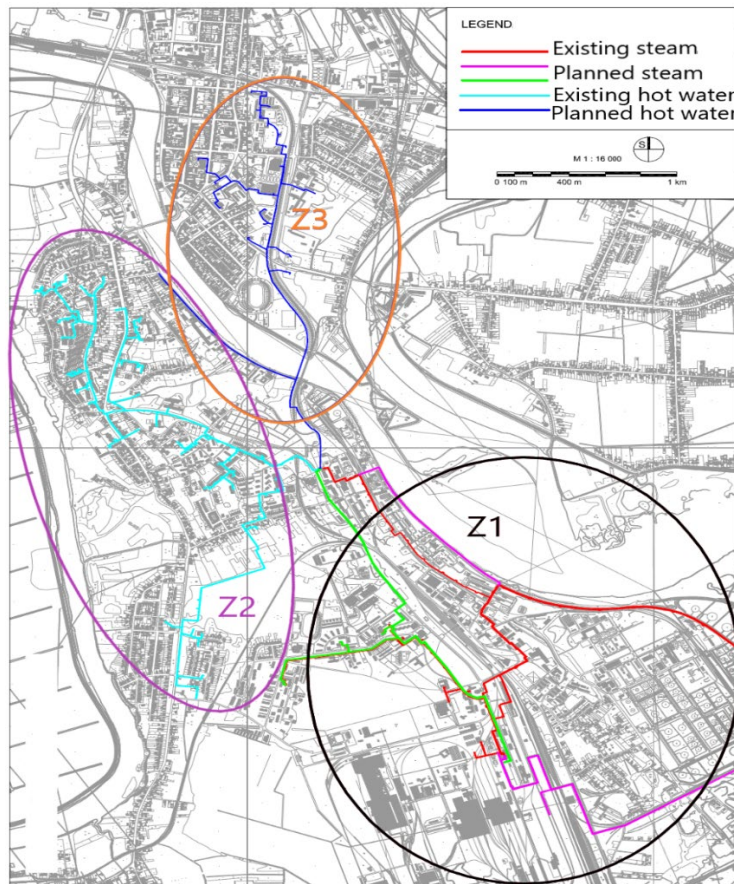 LEGEND
Existing steam
Planned steam
Existing hot water
Planned hot water
S
M 1 : 16 000
0 100 m 400 m 1 km
Z3
Z1
Z2